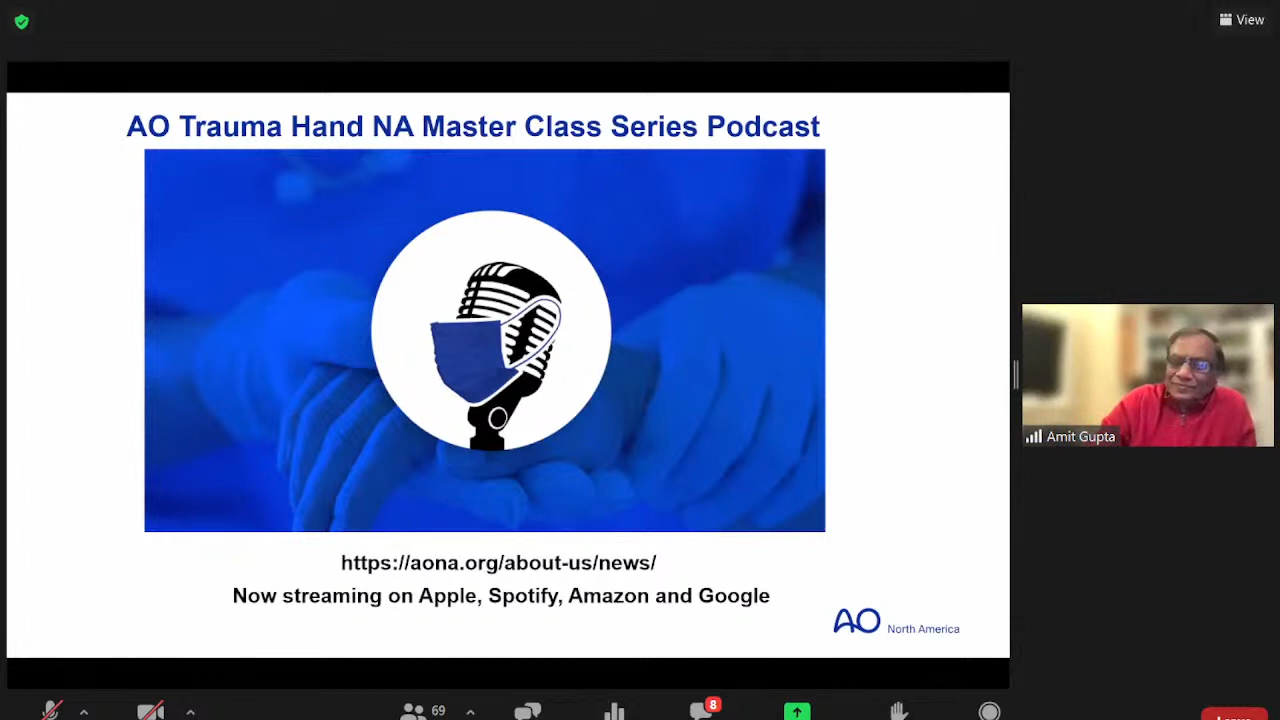 View
AO Trauma Hand NA Master Class Series Podcast
https://aona.org/about-us/news/
Now streaming on Apple, Spotify, Amazon and Google
AO North America
Amit Gupta
69
8
Leave